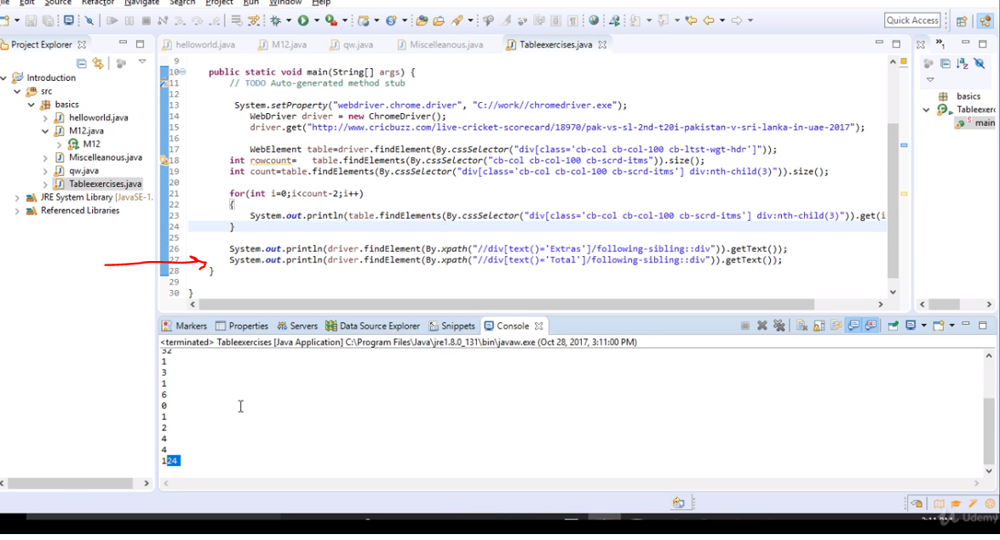 Edit Source Refactor Navigate Search Project Run Window Help
Quick Access
Project Explorer
helloworld.java M12.java qw.java Miscelleanous.java Tableexercises.java
Introduction
src
basics
helloworld.java
M12.java
M12
Miscelleanous.java
qw.java
Tableexercises.java
JRE System Library [JavaSE-1.
Referenced Libraries
9
10 public static void main(String[] args) {
11 // TODO Auto-generated method stub
12
13 System.setProperty("webdriver.chrome.driver", "C://work//chromedriver.exe");
14 WebDriver driver = new ChromeDriver();
15 driver.get("http://www.cricbuzz.com/live-cricket-scorecard/18970/pak-vs-sl-2nd-t20i-pakistan-v-sri-lanka-in-uae-2017");
16
17 WebElement table=driver.findElement(By.cssSelector("div[class='cb-col cb-col-100 cb-ltst-wgt-hdr']"));
18 int rowcount= table.findElements(By.cssSelector("cb-col cb-col-100 cb-scrd-itms")).size();
19 int count=table.findElements(By.cssSelector("div[class='cb-col cb-col-100 cb-scrd-itms'] div:nth-child(3)")).size();
20
21 for(int i=0;i<count-2;i++)
22 {
23 System.out.println(table.findElements(By.cssSelector("div[class='cb-col cb-col-100 cb-scrd-itms'] div:nth-child(3)")).get(i
24 }
25
26 System.out.println(driver.findElement(By.xpath("//div[text()='Extras']/following-sibling::div")).getText());
27 System.out.println(driver.findElement(By.xpath("//div[text()='Total']/following-sibling::div")).getText());
28 }
29
30 }
basics
Tableexer
main
Markers Properties Servers Data Source Explorer Snippets Console
<terminated> Tableexercises [Java Application] C:\Program Files\Java\jre1.8.0_131\bin\javaw.exe (Oct 28, 2017, 3:11:00 PM)
32
1
3
1
6
0
1
2
4
4
124
Udemy